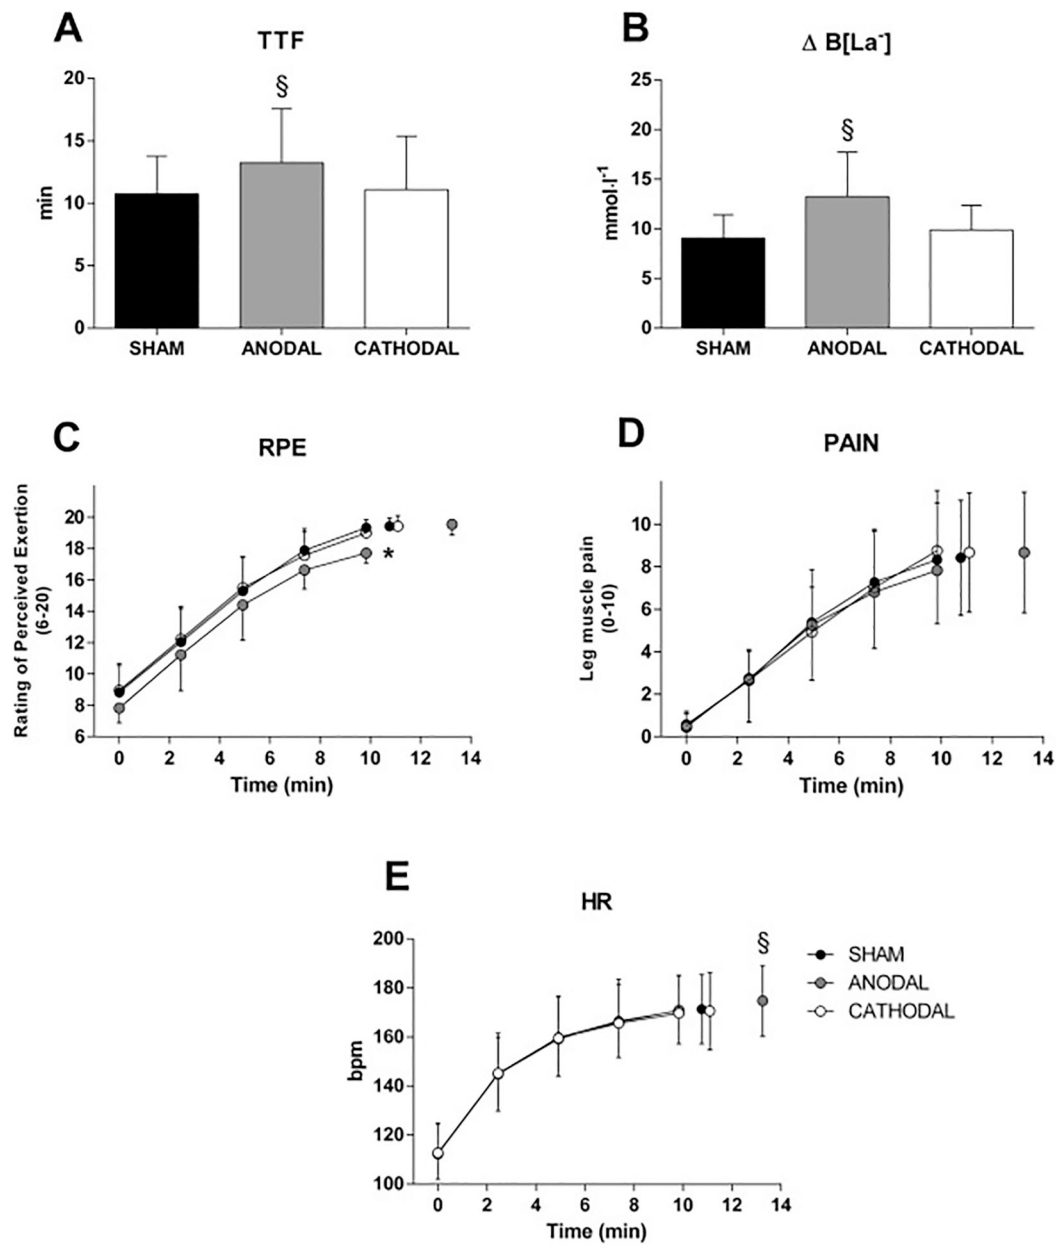 A
TTF
§
20
15
10
5
0
min
SHAM ANODAL CATHODAL
B
Δ B[La⁻]
§
25
20
15
10
5
0
mmol·l⁻¹
SHAM ANODAL CATHODAL
C
RPE
20
18
16
14
12
10
8
6
Rating of Perceived Exertion
(6-20)
*
0 2 4 6 8 10 12 14
Time (min)
D
PAIN
10
8
6
4
2
0
Leg muscle pain
(0-10)
0 2 4 6 8 10 12 14
Time (min)
E
HR
§
200
180
160
140
120
100
bpm
0 2 4 6 8 10 12 14
Time (min)
SHAM
ANODAL
CATHODAL